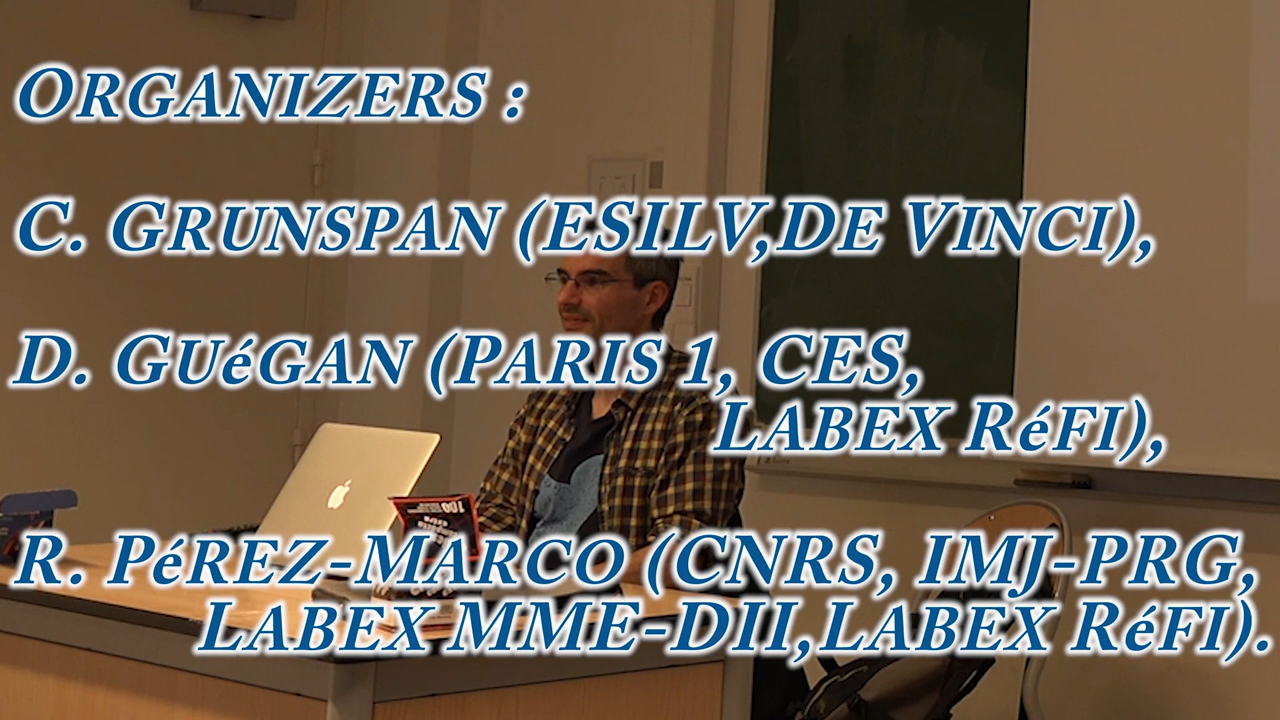 ORGANIZERS :
C. GRUNSPAN (ESILV,DE VINCI),
D. GUéGAN (PARIS 1, CES,
LABEX RéFI),
R. PéREZ-MARCO (CNRS, IMJ-PRG,
LABEX MME-DII,LABEX RéFI).
100